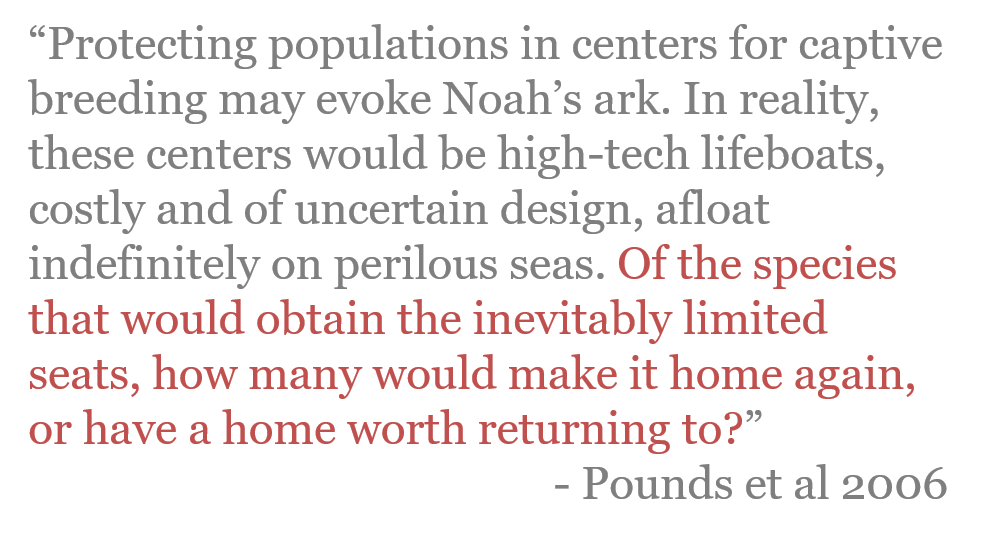 “Protecting populations in centers for captive
breeding may evoke Noah’s ark. In reality,
these centers would be high-tech lifeboats,
costly and of uncertain design, afloat
indefinitely on perilous seas. Of the species
that would obtain the inevitably limited
seats, how many would make it home again,
or have a home worth returning to?”
- Pounds et al 2006